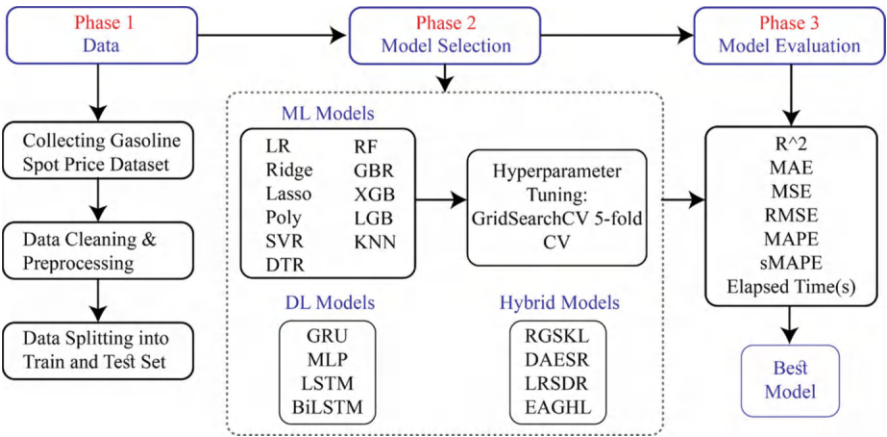 Phase 1
Data
Phase 2
Model Selection
Phase 3
Model Evaluation
Collecting Gasoline
Spot Price Dataset
Data Cleaning &
Preprocessing
Data Splitting into
Train and Test Set
ML Models
LR RF
Ridge GBR
Lasso XGB
Poly LGB
SVR KNN
DTR
Hyperparameter
Tuning:
GridSearchCV 5-fold
CV
DL Models
GRU
MLP
LSTM
BiLSTM
Hybrid Models
RGSKL
DAESR
LRSDR
EAGHL
R^2
MAE
MSE
RMSE
MAPE
sMAPE
Elapsed Time(s)
Best
Model